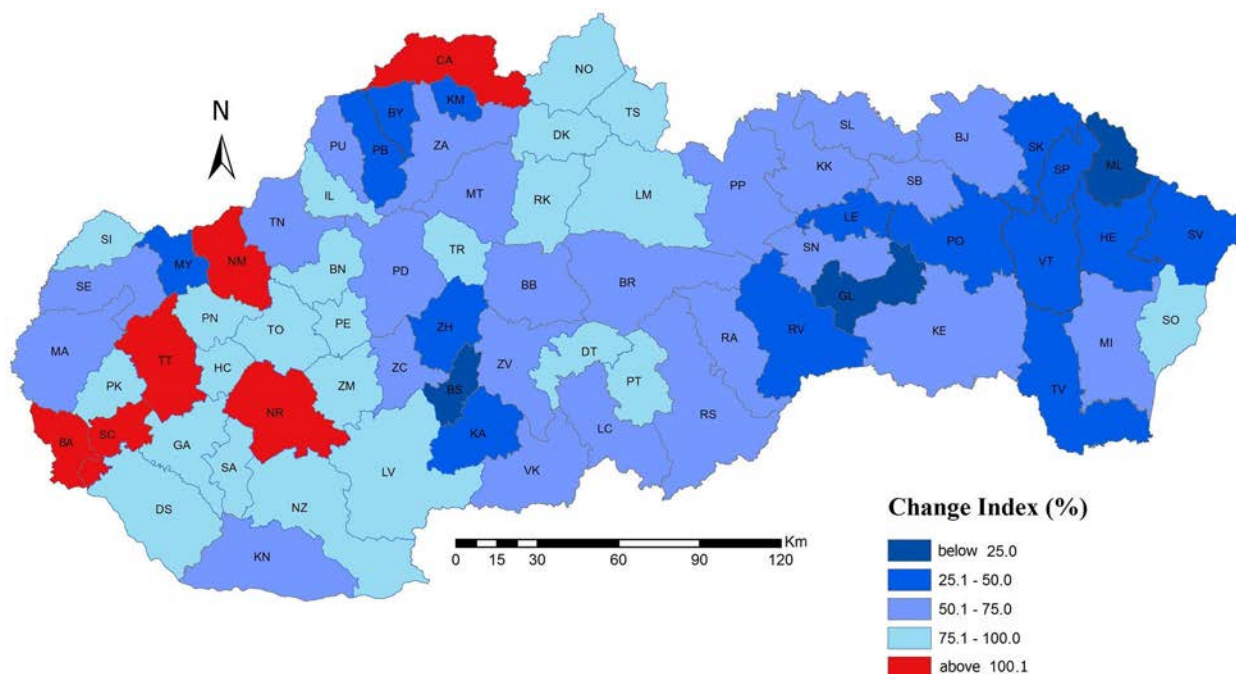 CA
NO
N
BY
KM
TS
PU
PB
ZA
DK
SL
BJ
SK
SP
ML
IL
MT
RK
LM
PP
KK
SB
TN
LE
PO
HE
SV
SI
MY
NM
BN
PD
TR
SN
VT
SE
BB
BR
GL
PN
TO
PE
ZH
RV
KE
SO
MA
TT
HC
ZM
ZC
ZV
DT
RA
MI
PK
NR
BS
PT
TV
BA
SC
GA
SA
LV
KA
LC
RS
DS
NZ
VK
KN
Km
0 15 30 60 90 120
Change Index (%)
below 25.0
25.1 - 50.0
50.1 - 75.0
75.1 - 100.0
above 100.1